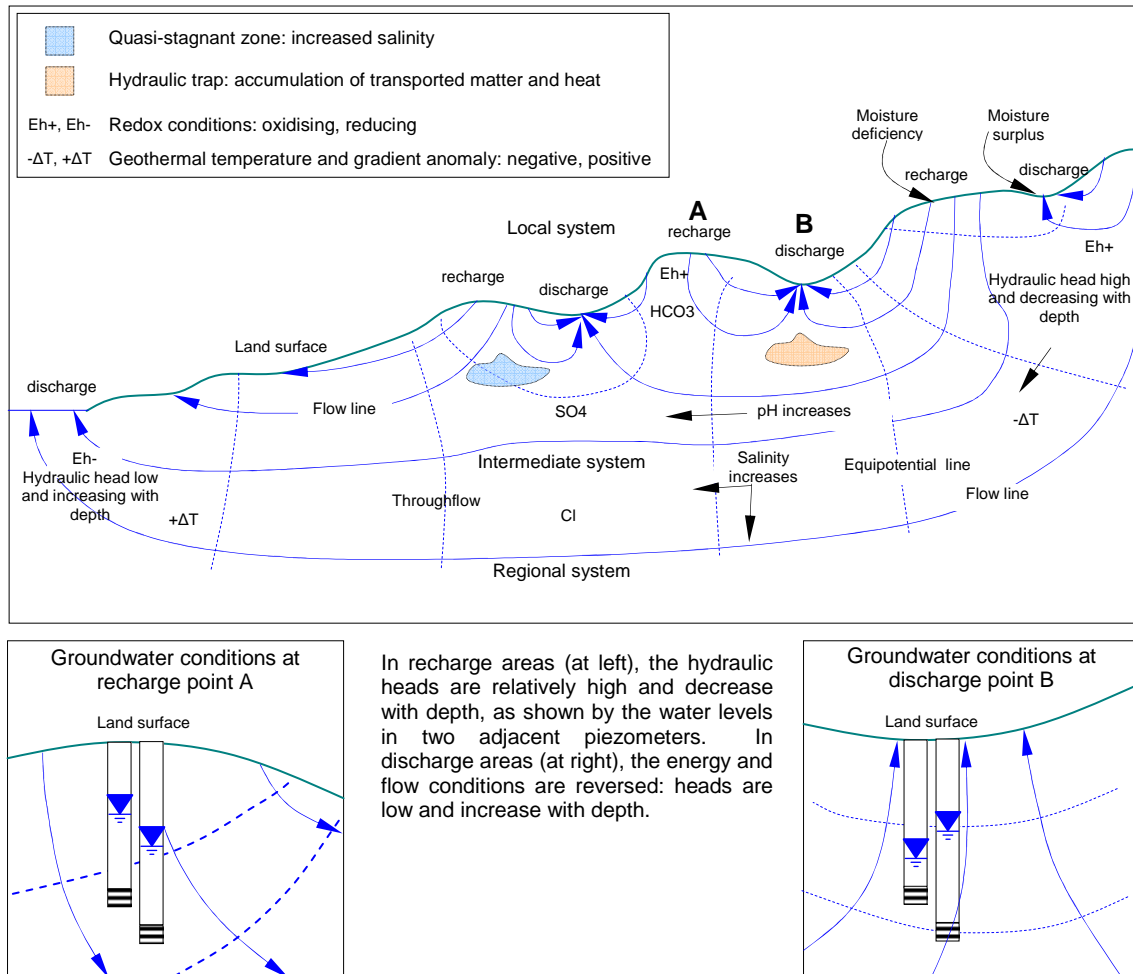 Quasi-stagnant zone: increased salinity
Hydraulic trap: accumulation of transported matter and heat
Eh+, Eh- Redox conditions: oxidising, reducing
-ΔT, +ΔT Geothermal temperature and gradient anomaly: negative, positive
Moisture
deficiency
Moisture
surplus
recharge
discharge
Local system
A
recharge
B
discharge
Eh+
Eh+
recharge
discharge
HCO3
Hydraulic head high
and decreasing with
depth
Land surface
discharge
Flow line
SO4
pH increases
-ΔT
Eh-
Hydraulic head low
and increasing with
depth
Intermediate system
Salinity
increases
Equipotential line
Flow line
Throughflow
+ΔT
Cl
Regional system
Groundwater conditions at
recharge point A
Land surface
In recharge areas (at left), the hydraulic
heads are relatively high and decrease
with depth, as shown by the water levels
in two adjacent piezometers. In
discharge areas (at right), the energy and
flow conditions are reversed: heads are
low and increase with depth.
Groundwater conditions at
discharge point B
Land surface